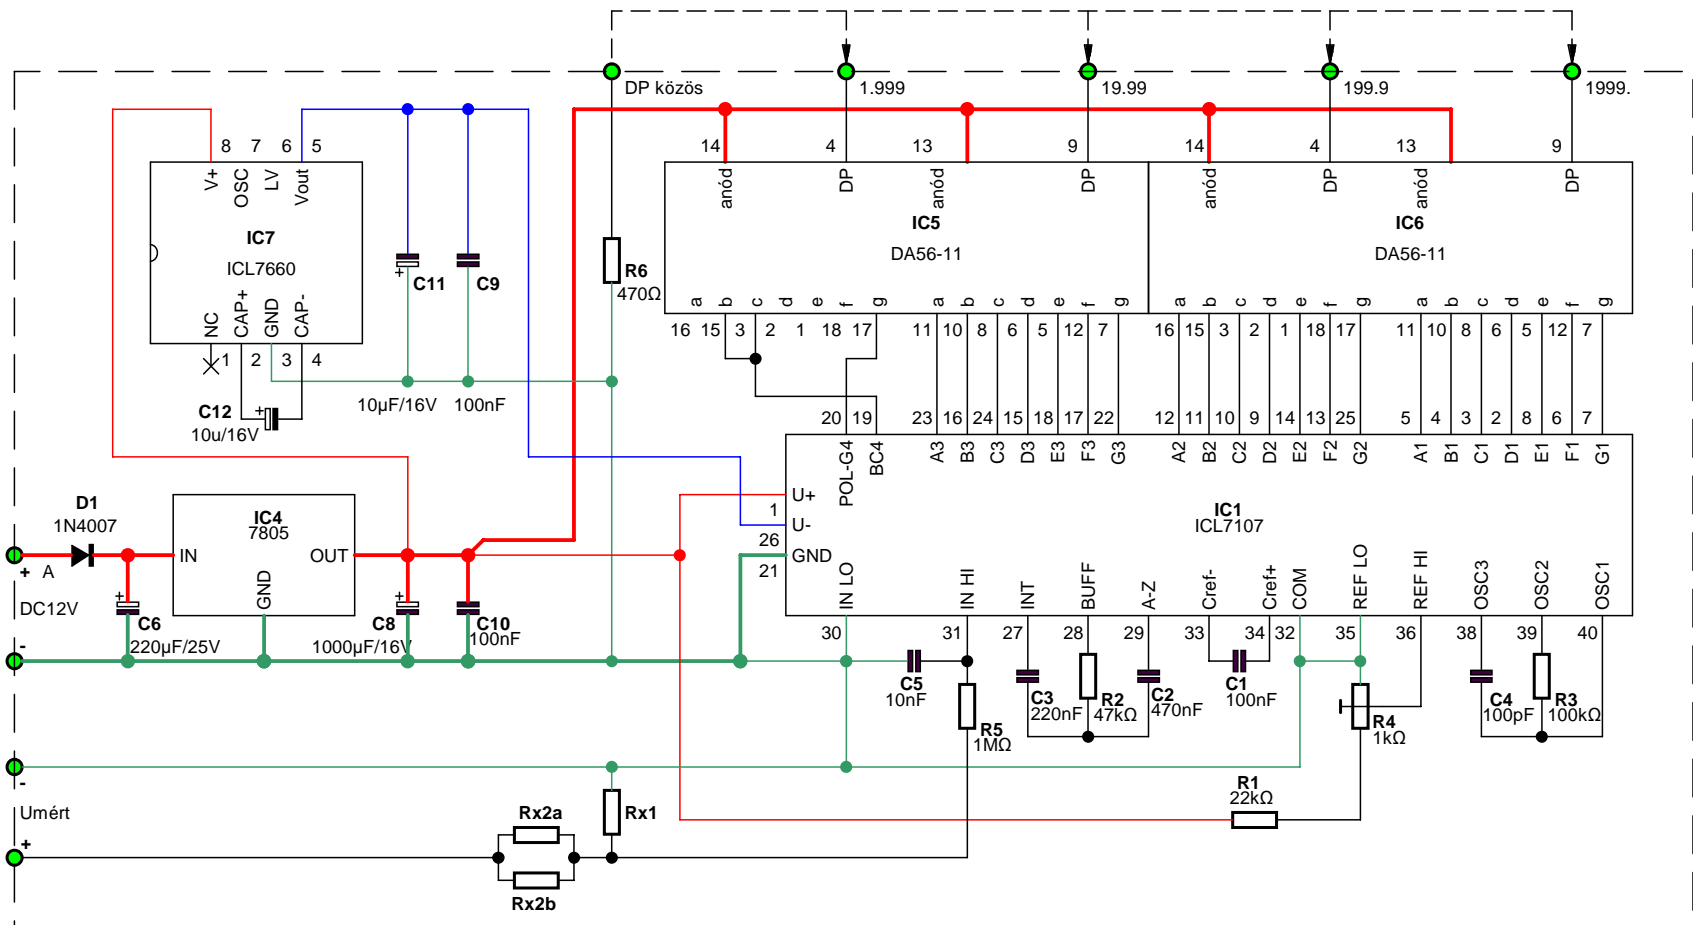 DP közös
1.999
19.99
199.9
1999.
8 7 6 5
14 4 13 9
14 4 13 9
V+ OSC LV Vout
anód DP anód DP
anód DP anód DP
IC7
ICL7660
IC5
DA56-11
IC6
DA56-11
+
C11
C9
R6
470Ω
NC CAP+ GND CAP-
a b c d e f g a b c d e f g
a b c d e f g a b c d e f g
1 2 3 4
16 15 3 2 1 18 17 11 10 8 6 5 12 7
16 15 3 2 1 18 17 11 10 8 6 5 12 7
10µF/16V
100nF
C12
+
10u/16V
20 19 23 16 24 15 18 17 22
12 11 10 9 14 13 25 5 4 3 2 8 6 7
POL-G4 BC4 A3 B3 C3 D3 E3 F3 G3
A2 B2 C2 D2 E2 F2 G2 A1 B1 C1 D1 E1 F1 G1
D1
1N4007
IC4
7805
IN
OUT
GND
U+
1
U-
26
GND
21
IC1
ICL7107
+ A
DC12V
-
+
C6
220µF/25V
+
C8
1000µF/16V
C10
100nF
IN LO IN HI INT BUFF A-Z Cref- Cref+ COM REF LO REF HI OSC3 OSC2 OSC1
30 31 27 28 29 33 34 32 35 36 38 39 40
C5
10nF
R5
1MΩ
C3
220nF
R2
47kΩ
C2
470nF
C1
100nF
R4
1kΩ
C4
100pF
R3
100kΩ
-
Umért
+
Rx2a
Rx1
R1
22kΩ
Rx2b